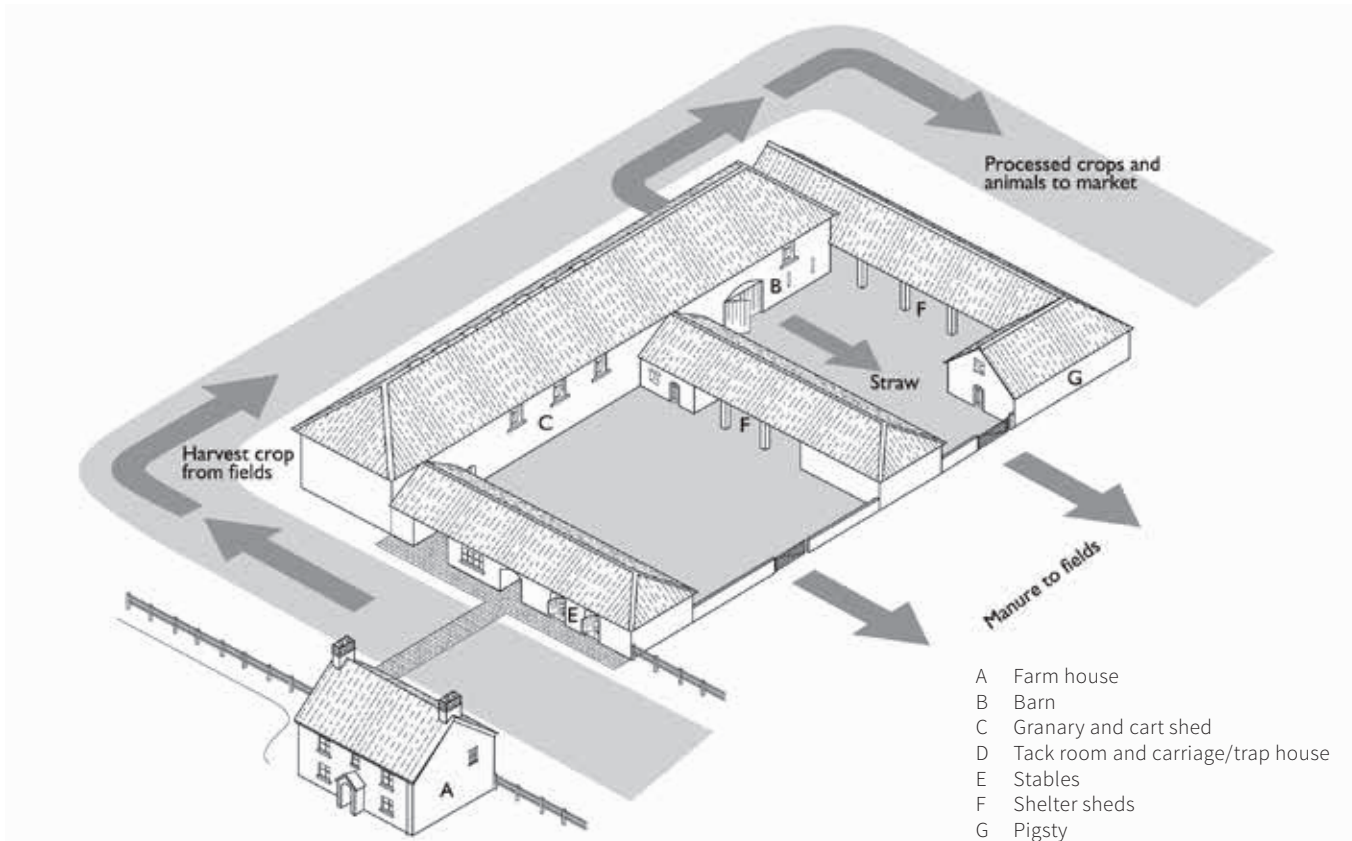 Processed crops and
animals to market
B
F
Straw
G
C
F
Harvest crop
from fields
E
Manure to fields
A
A Farm house
B Barn
C Granary and cart shed
D Tack room and carriage/trap house
E Stables
F Shelter sheds
G Pigsty